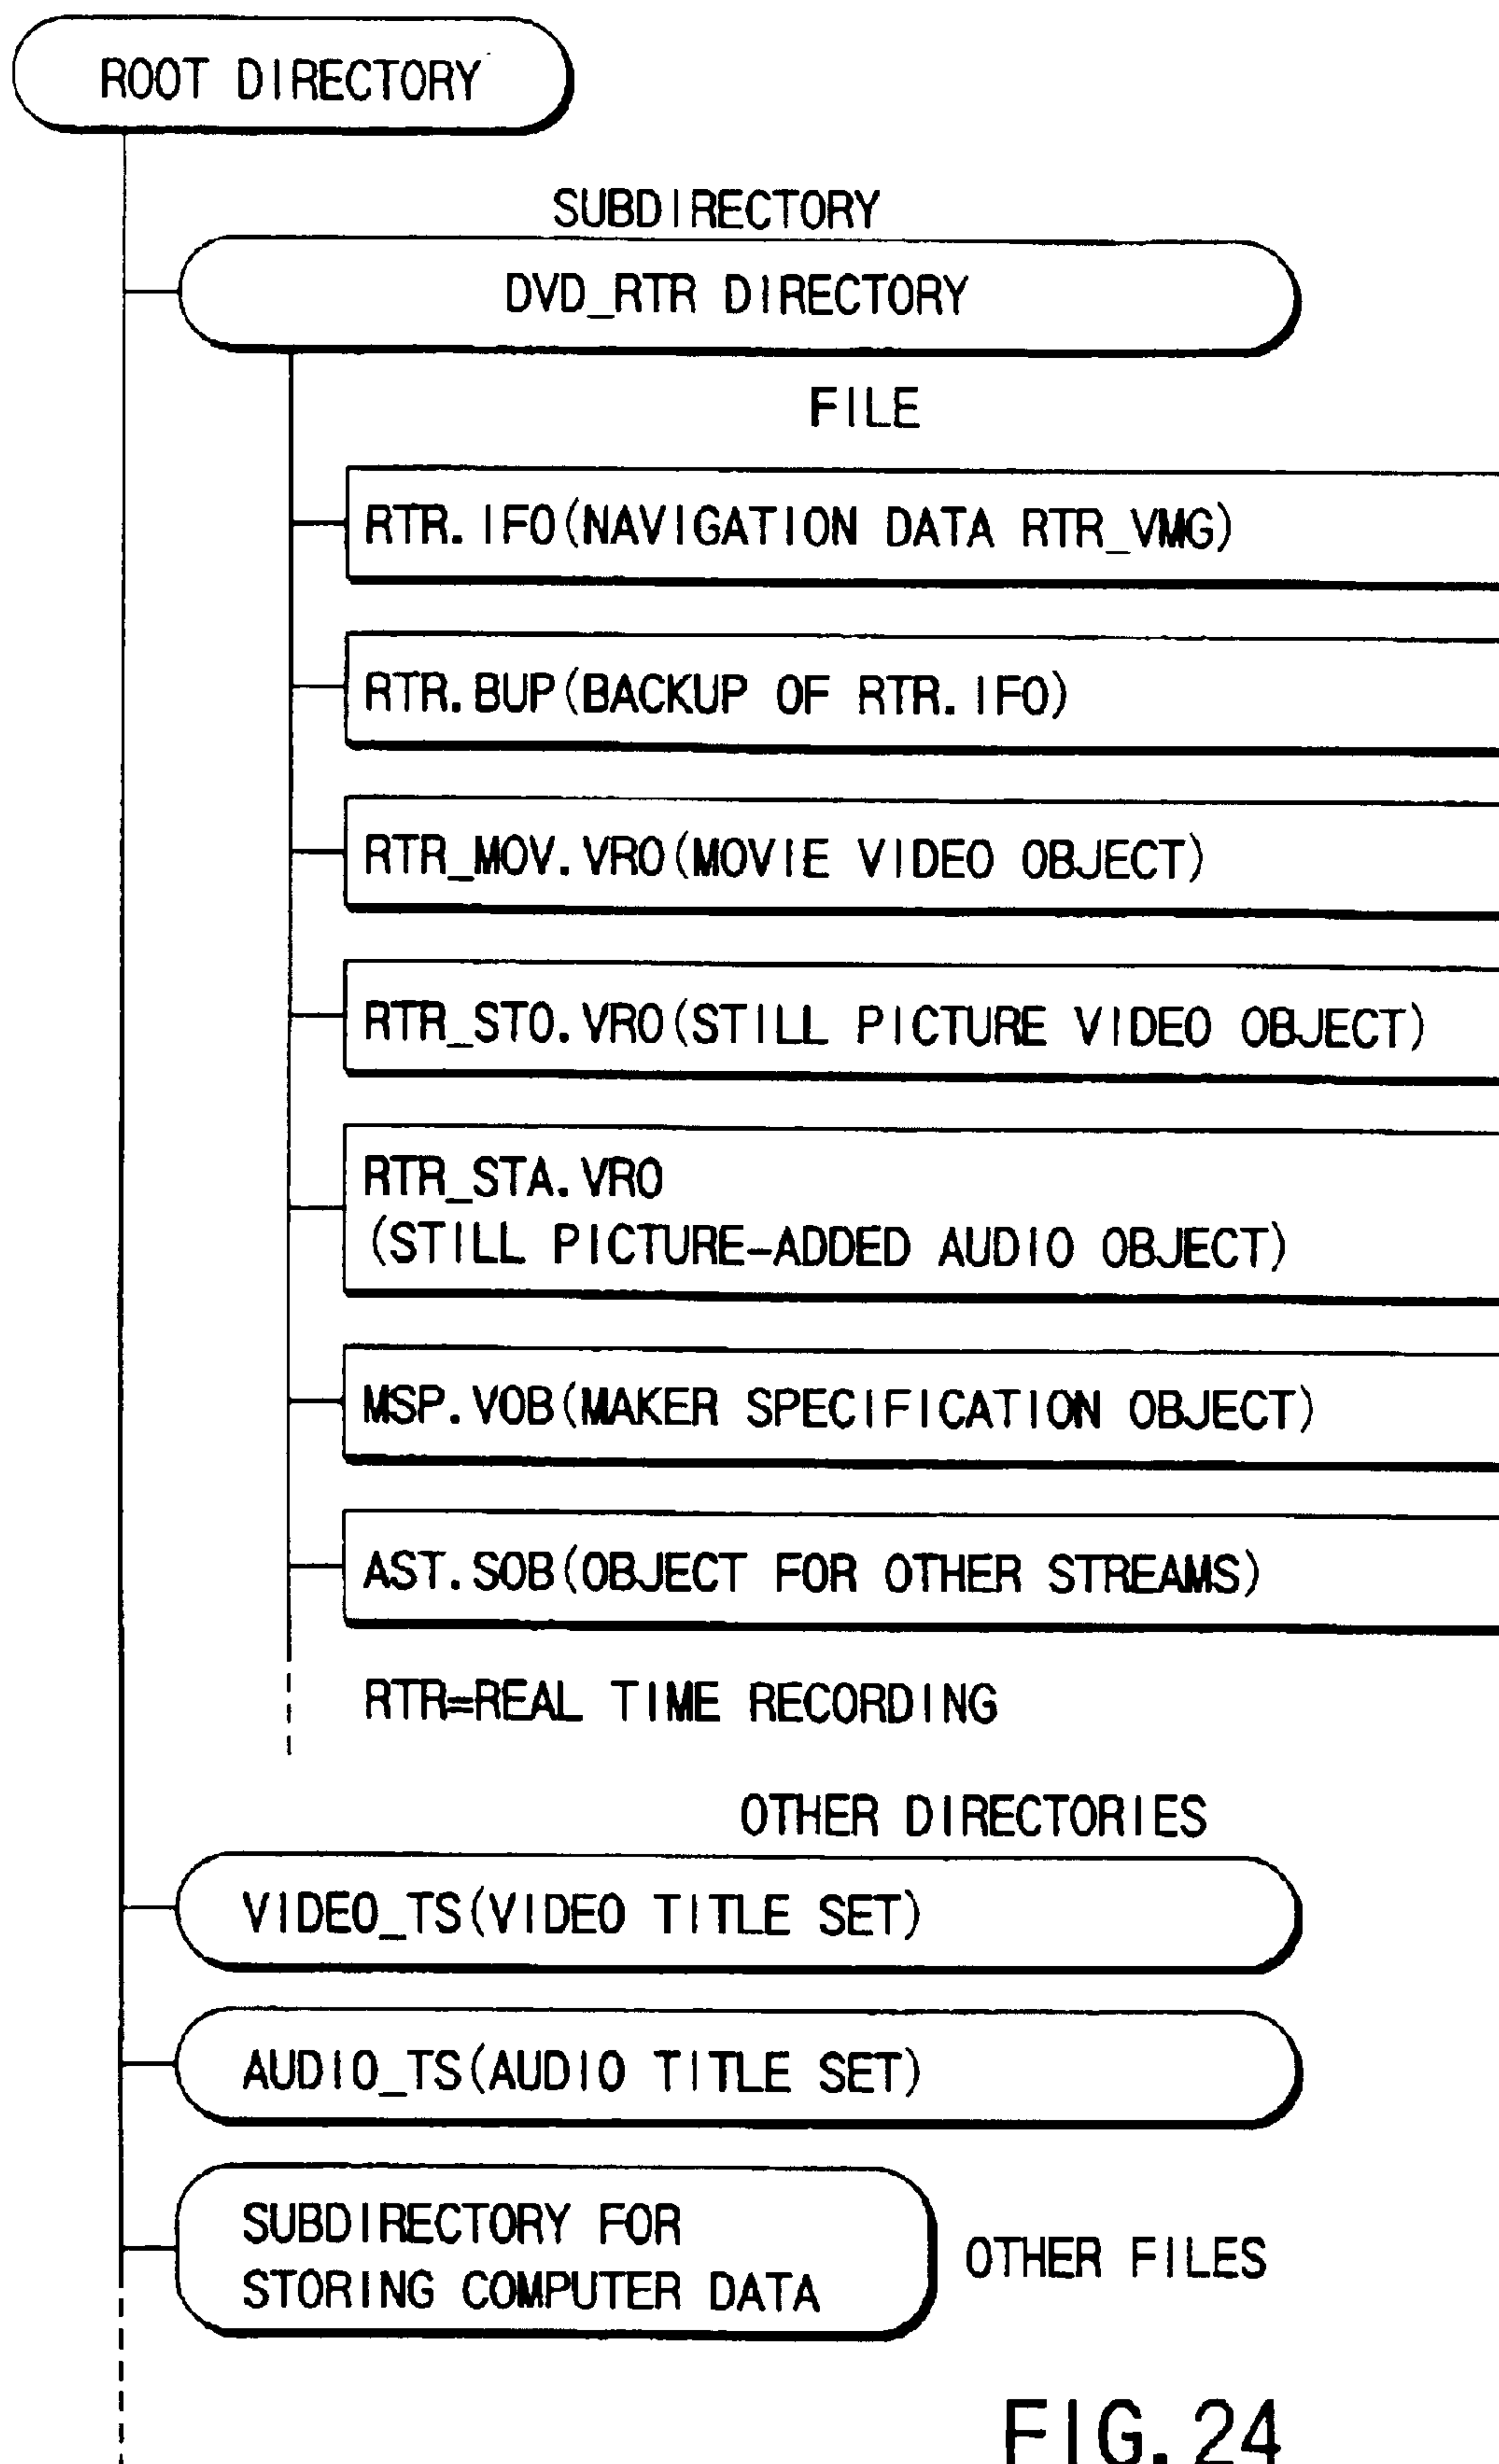 ROOT DIRECTORY
SUBDIRECTORY
DVD_RTR DIRECTORY
FILE
RTR.IFO(NAVIGATION DATA RTR_VMG)
RTR.BUP(BACKUP OF RTR.IFO)
RTR_MOV.VRO(MOVIE VIDEO OBJECT)
RTR_STO.VRO(STILL PICTURE VIDEO OBJECT)
RTR_STA.VRO
(STILL PICTURE-ADDED AUDIO OBJECT)
MSP.VOB(MAKER SPECIFICATION OBJECT)
AST.SOB(OBJECT FOR OTHER STREAMS)
RTR=REAL TIME RECORDING
OTHER DIRECTORIES
VIDEO_TS(VIDEO TITLE SET)
AUDIO_TS(AUDIO TITLE SET)
SUBDIRECTORY FOR
STORING COMPUTER DATA
OTHER FILES
FIG.24